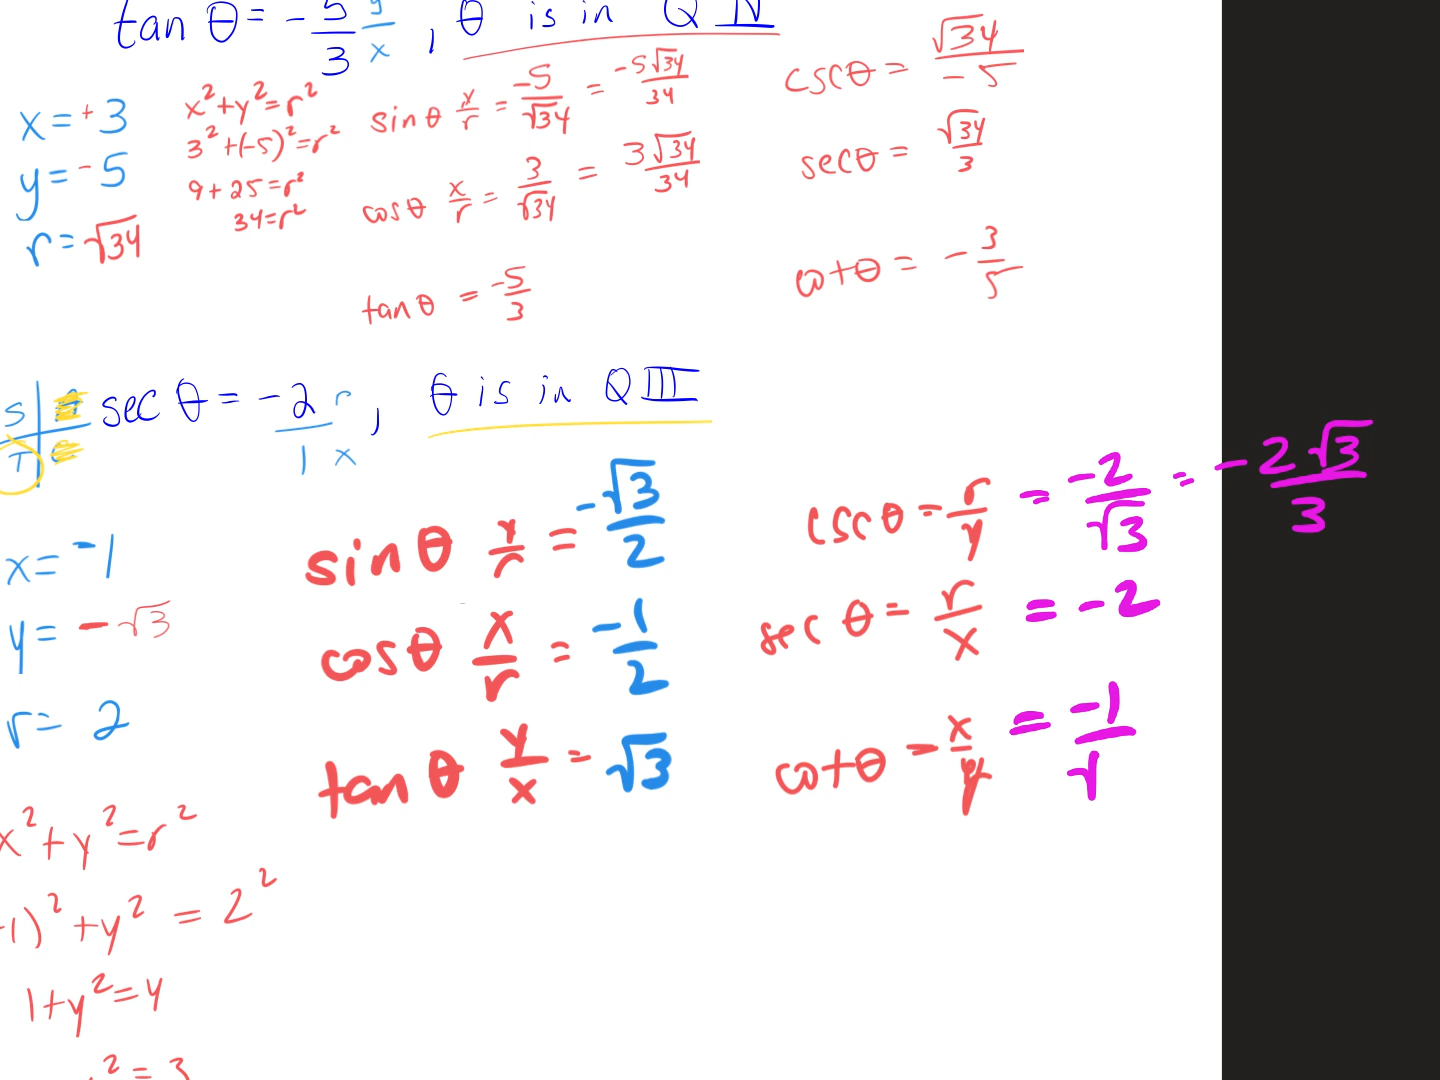 tan θ = -5/3 y/x , θ is in Q IV
x = +3
y = -5
r = √34
x² + y² = r²
3² + (-5)² = r²
9 + 25 = r²
34 = r²
sin θ y/r = -5/√34 = -5√34/34
cos θ x/r = 3/√34 = 3√34/34
tan θ = -5/3
csc θ = √34/-5
sec θ = √34/3
cot θ = -3/5
S
T
sec θ = -2/1 r/x , θ is in Q III
x = -1
y = -√3
r = 2
x² + y² = r²
-1)² + y² = 2²
1 + y² = 4
² = 3
sin θ y/r = -√3/2
cos θ x/r = -1/2
tan θ y/x = √3
csc θ = r/y = -2/√3 = -2√3/3
sec θ = r/x = -2
cot θ = x/y = -1/√